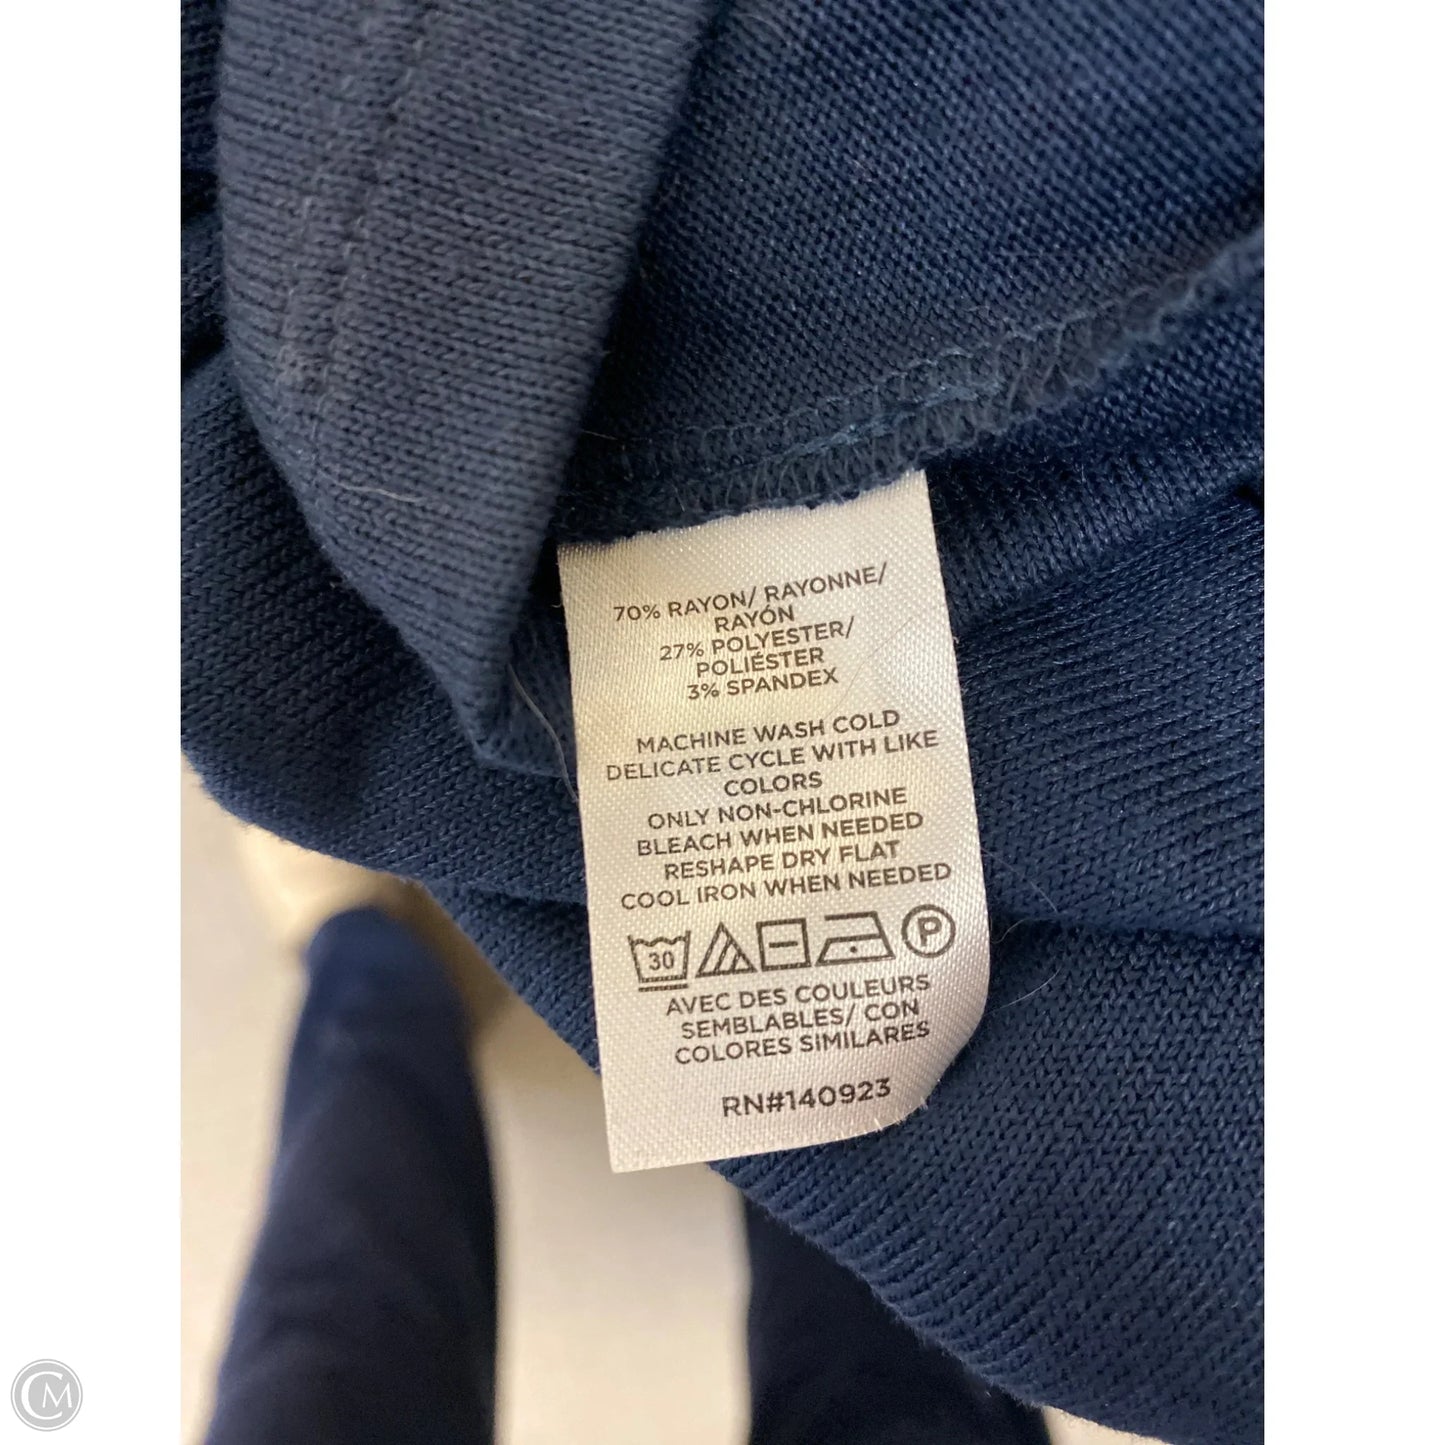 70% RAYON/ RAYONNE/
RAYÓN
27% POLYESTER/
POLIÉSTER
3% SPANDEX
MACHINE WASH COLD
DELICATE CYCLE WITH LIKE
COLORS
ONLY NON-CHLORINE
BLEACH WHEN NEEDED
RESHAPE DRY FLAT
COOL IRON WHEN NEEDED
30 P
AVEC DES COULEURS
SEMBLABLES/ CON
COLORES SIMILARES
RN#140923
CM